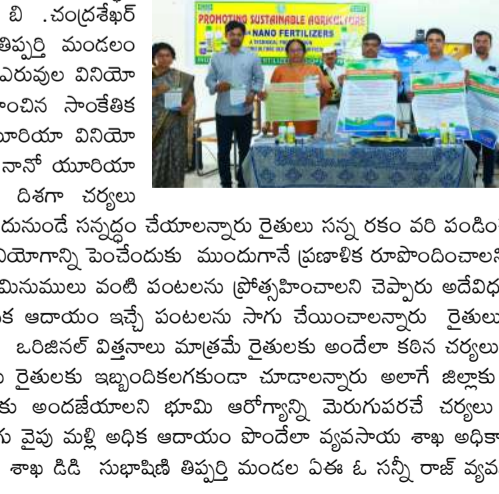 బి .చంద్రశేఖర్
తిప్పర్తి మండలం
ఎరువుల వినియో
ంచిన సాంకేతిక
రియా వినియో
నానో యూరియా
దిశగా చర్యలు
PROMOTING SUSTAINABLE AGRICULTURE
NANO FERTILIZERS
దునుండే సన్నద్ధం చేయాలన్నారు రైతులు సన్న రకం వరి పండిం
నియోగాన్ని పెంచేందుకు ముందుగానే ప్రణాళిక రూపొందించాలని
మినుములు వంటి పంటలను ప్రోత్సహించాలని చెప్పారు అదేవిధ
క ఆదాయం ఇచ్చే పంటలను సాగు చేయించాలన్నారు రైతులు
ఒరిజినల్ విత్తనాలు మాత్రమే రైతులకు అందేలా కఠిన చర్యలు
రైతులకు ఇబ్బందికలగకుండా చూడాలన్నారు అలాగే జిల్లాకు
కు అందజేయాలని భూమి ఆరోగ్యాన్ని మెరుగుపరచే చర్యలు
గు వైపు మళ్లి అధిక ఆదాయం పొందేలా వ్యవసాయ శాఖ అధికా
శాఖ డిడి సుభాషిణి తిప్పర్తి మండల ఏఈ ఓ సన్నీ రాజ్ వ్యవ